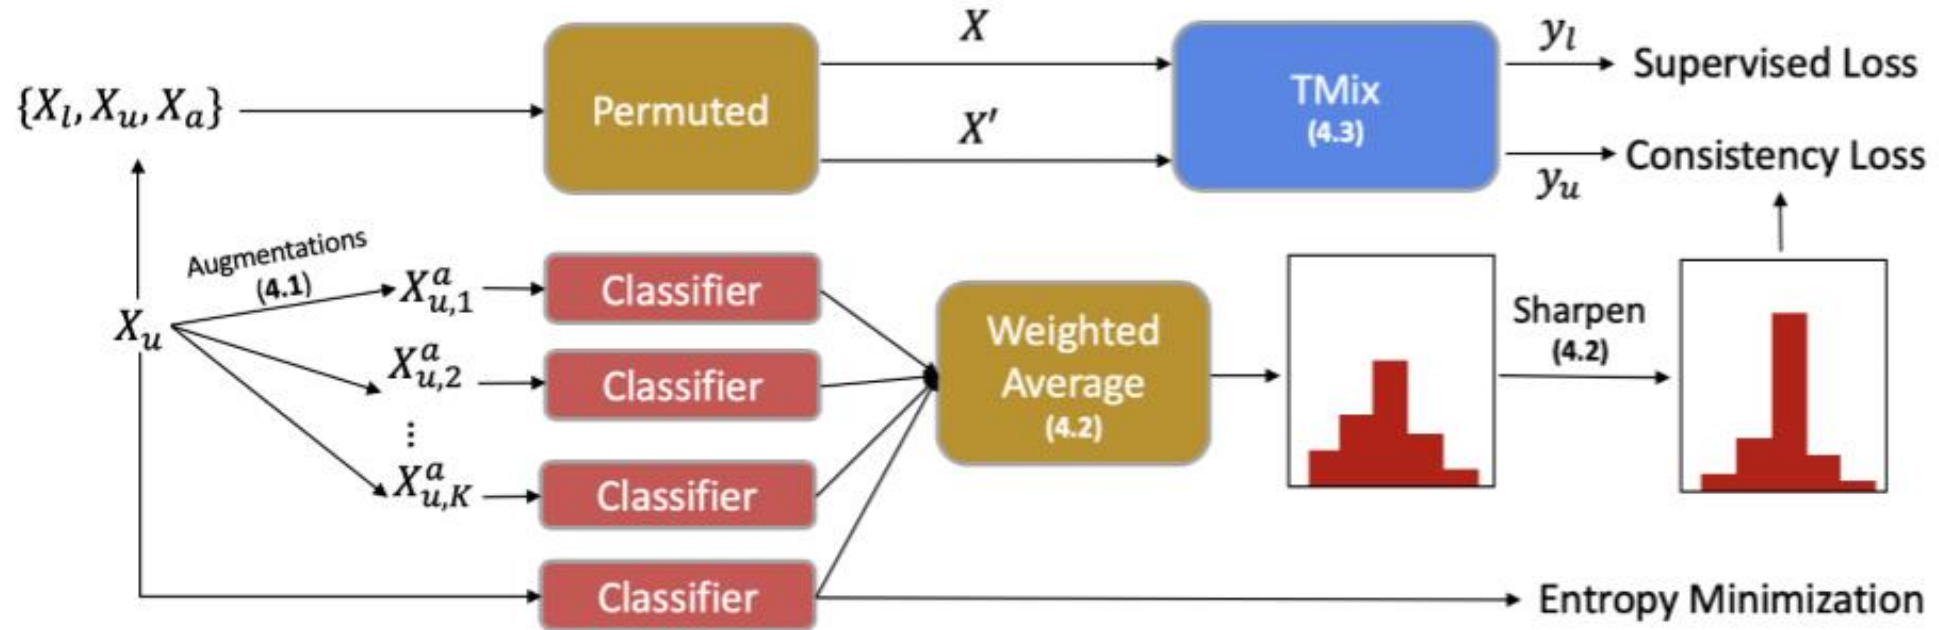 {X_l, X_u, X_a}
Permuted
X
X′
TMix
(4.3)
y_l
Supervised Loss
y_u
Consistency Loss
Augmentations
(4.1)
X_u
X^a_{u,1}
Classifier
X^a_{u,2}
Classifier
⋮
X^a_{u,K}
Classifier
Classifier
Weighted
Average
(4.2)
Sharpen
(4.2)
Entropy Minimization